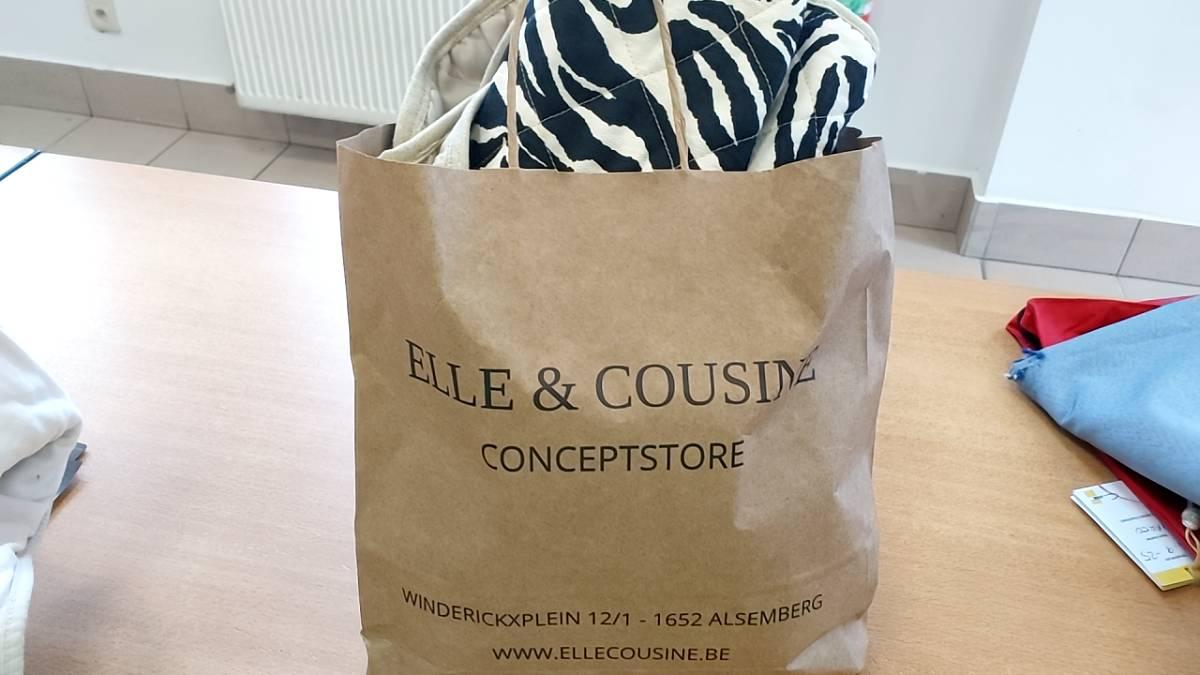 ELLE & COUSINE
CONCEPTSTORE
WINDERICKXPLEIN 12/1 - 1652 ALSEMBERG
WWW.ELLECOUSINE.BE